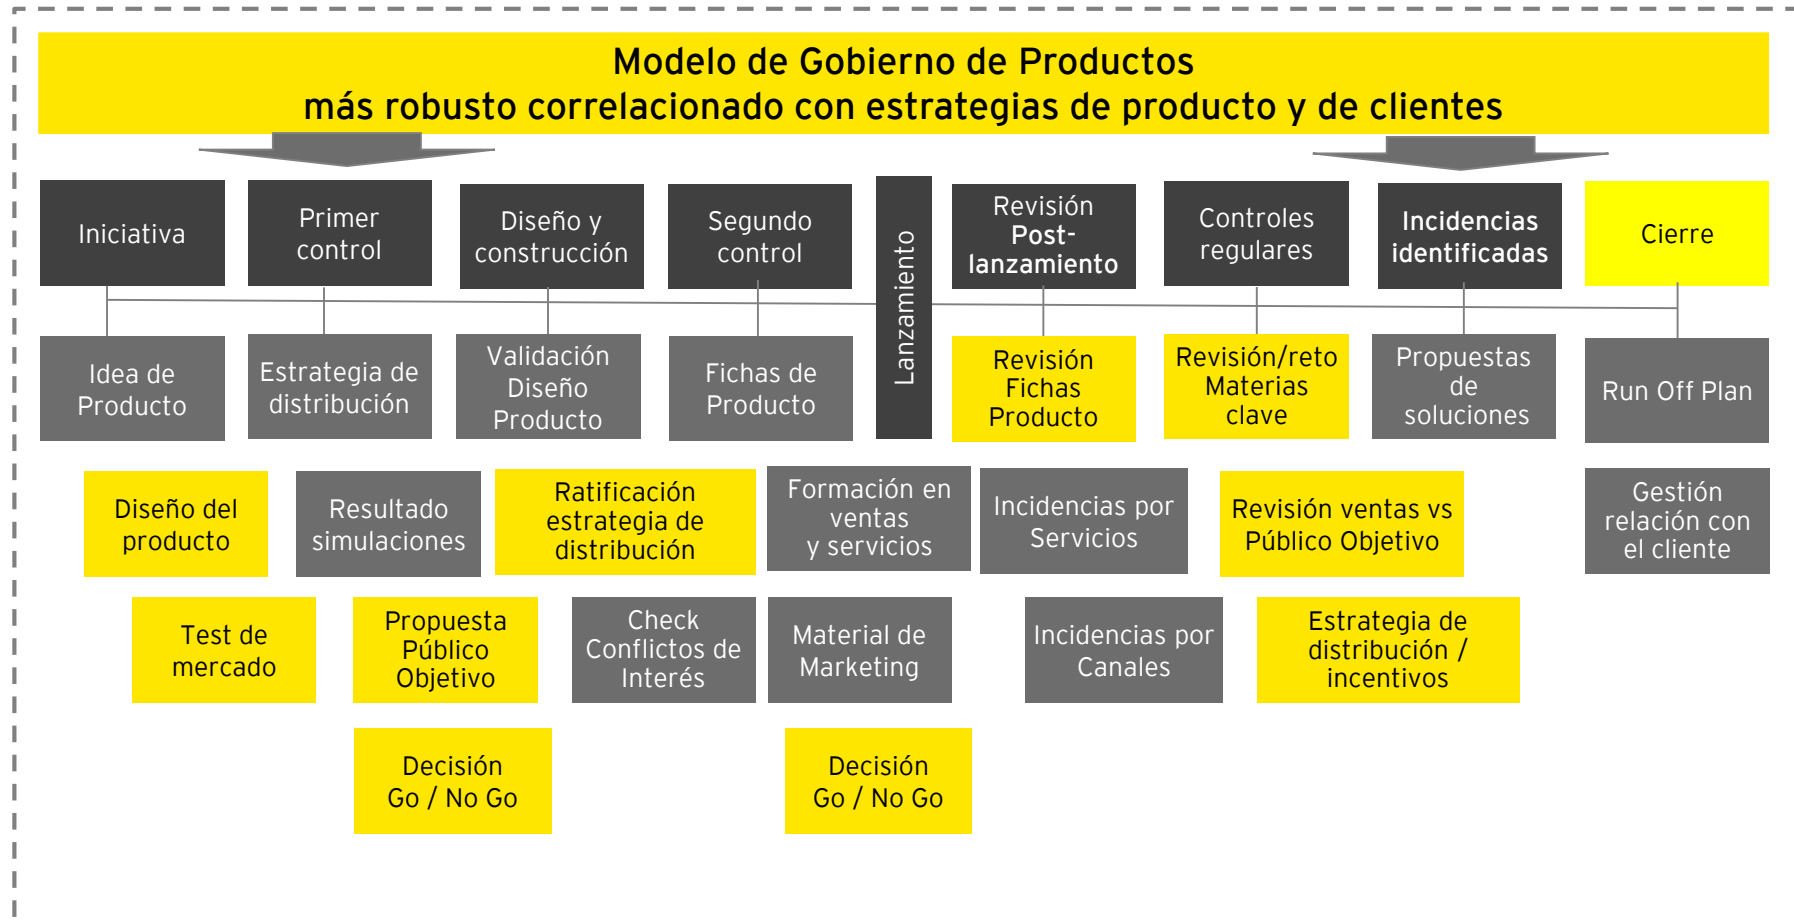 Modelo de Gobierno de Productos
más robusto correlacionado con estrategias de producto y de clientes
Iniciativa
Primer
control
Diseño y
construcción
Segundo
control
Lanzamiento
Revisión
Post-
lanzamiento
Controles
regulares
Incidencias
identificadas
Cierre
Idea de
Producto
Estrategia de
distribución
Validación
Diseño
Producto
Fichas de
Producto
Revisión
Fichas
Producto
Revisión/reto
Materias
clave
Propuestas
de
soluciones
Run Off Plan
Diseño del
producto
Resultado
simulaciones
Ratificación
estrategia de
distribución
Formación en
ventas
y servicios
Incidencias por
Servicios
Revisión ventas vs
Público Objetivo
Gestión
relación con
el cliente
Test de
mercado
Propuesta
Público
Objetivo
Check
Conflictos de
Interés
Material de
Marketing
Incidencias por
Canales
Estrategia de
distribución /
incentivos
Decisión
Go / No Go
Decisión
Go / No Go